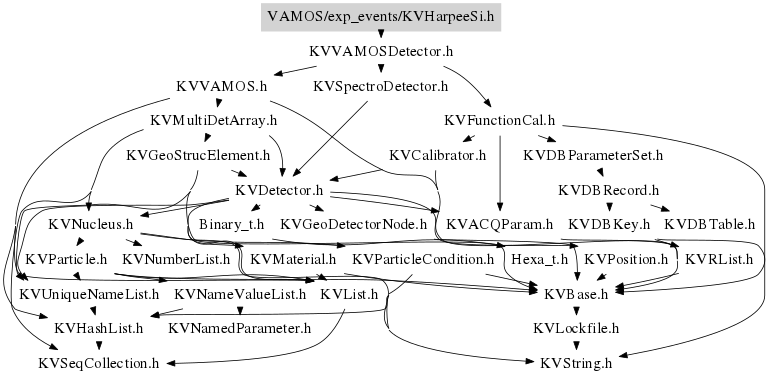 VAMOS/exp_events/KVHarpeeSi.h
KVVAMOSDetector.h
KVVAMOS.h KVSpectroDetector.h
KVMultiDetArray.h KVFunctionCal.h
KVGeoStrucElement.h KVCalibrator.h KVDBParameterSet.h
KVDetector.h KVDBRecord.h
KVNucleus.h Binary_t.h KVGeoDetectorNode.h KVACQParam.h KVDBKey.h KVDBTable.h
KVParticle.h KVNumberList.h KVMaterial.h KVParticleCondition.h Hexa_t.h KVPosition.h KVRList.h
KVUniqueNameList.h KVNameValueList.h KVList.h KVBase.h
KVHashList.h KVNamedParameter.h KVLockfile.h
KVSeqCollection.h KVString.h